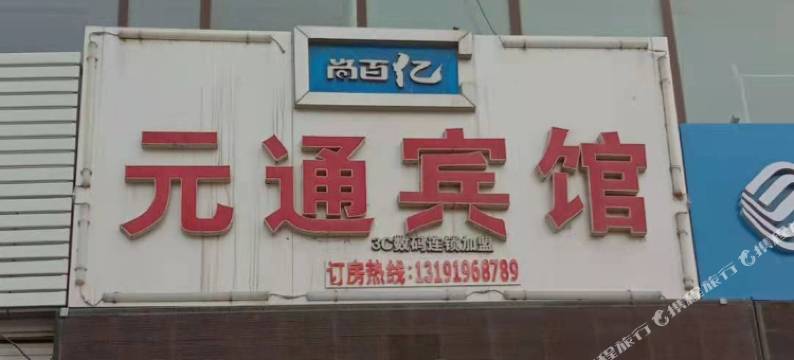 尚百亿
元通宾馆
3C数码连锁加盟
订房热线:13191968789
携程旅行
携程旅行